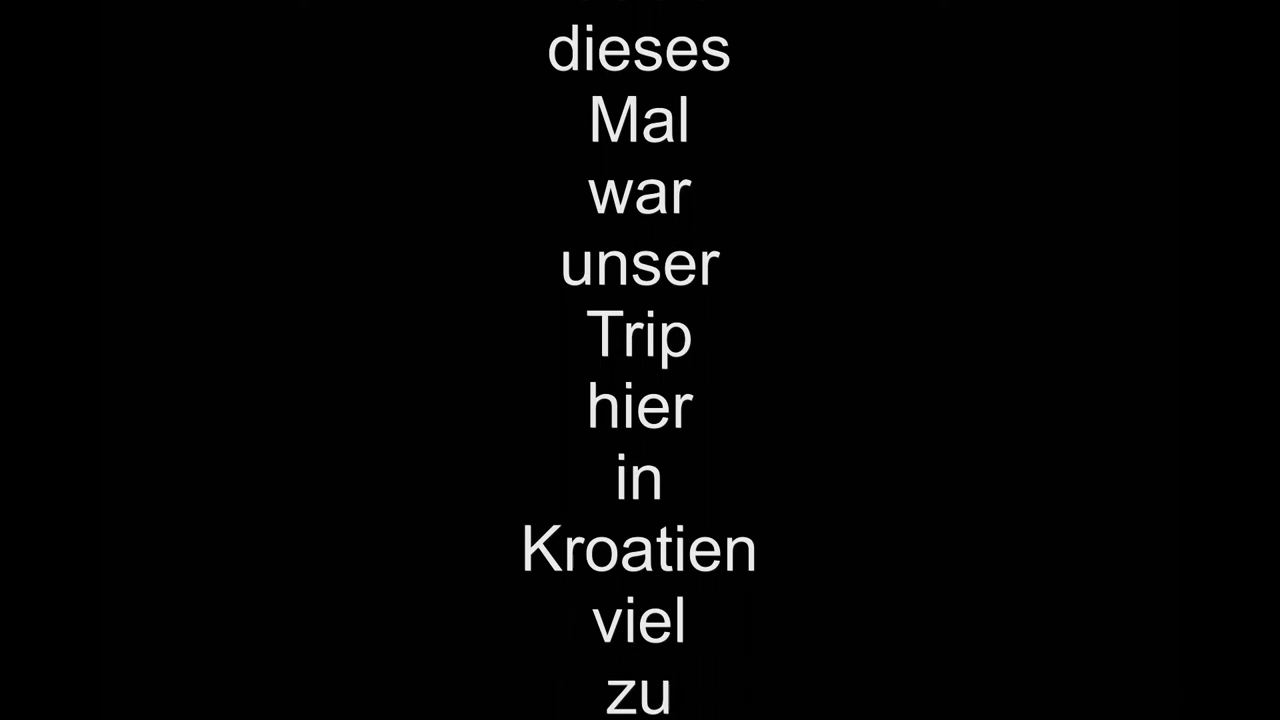 dieses
Mal
war
unser
Trip
hier
in
Kroatien
viel
zu